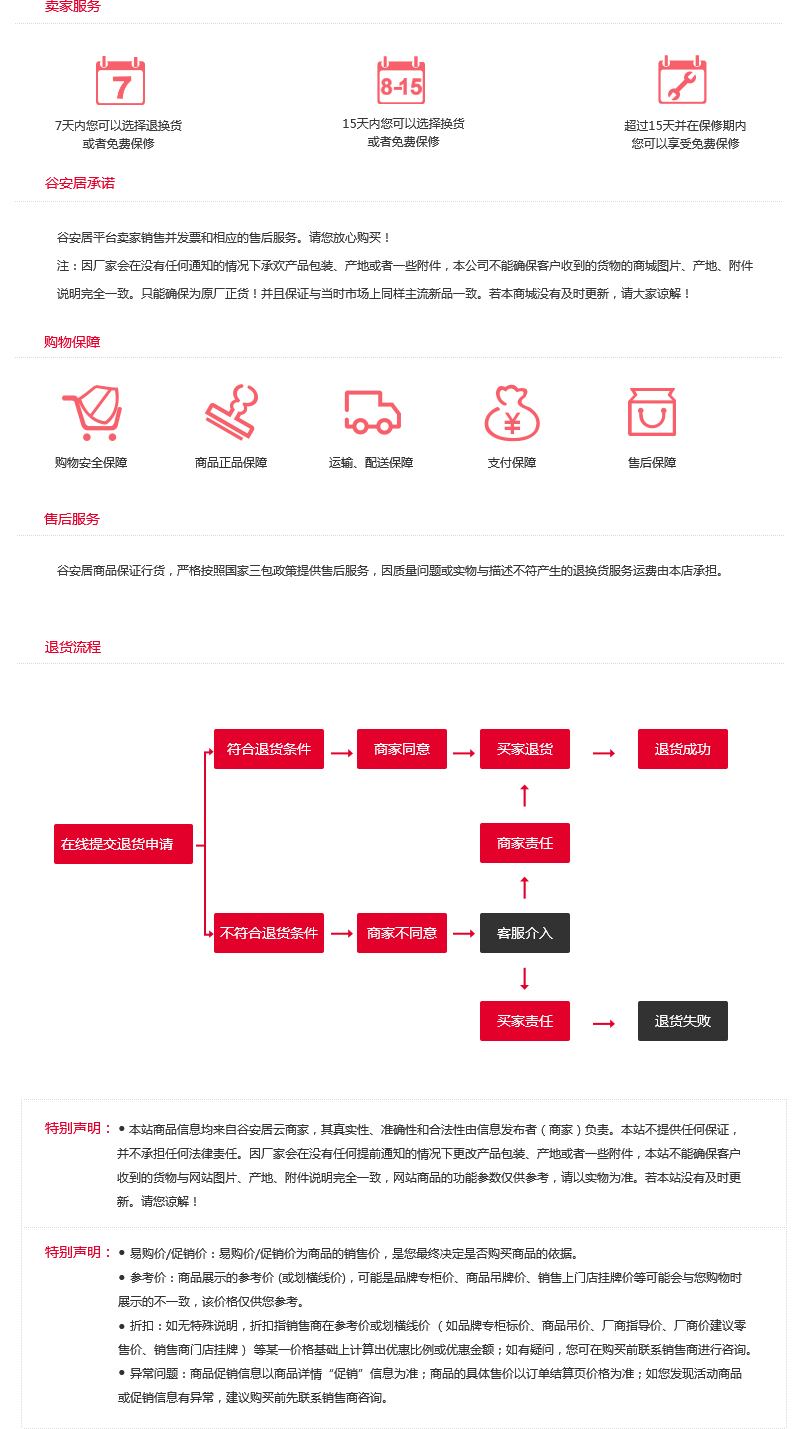 卖家服务
7
8-15
7天内您可以选择退换货
或者免费保修
15天内您可以选择换货
或者免费保修
超过15天并在保修期内
您可以享受免费保修
谷安居承诺
谷安居平台卖家销售并发票和相应的售后服务。请您放心购买！
注：因厂家会在没有任何通知的情况下承欢产品包装、产地或者一些附件，本公司不能确保客户收到的货物的商城图片、产地、附件
说明完全一致。只能确保为原厂正货！并且保证与当时市场上同样主流新品一致。若本商城没有及时更新，请大家谅解！
购物保障
¥
购物安全保障
商品正品保障
运输、配送保障
支付保障
售后保障
售后服务
谷安居商品保证行货，严格按照国家三包政策提供售后服务，因质量问题或实物与描述不符产生的退换货服务运费由本店承担。
退货流程
符合退货条件
商家同意
买家退货
退货成功
在线提交退货申请
商家责任
不符合退货条件
商家不同意
客服介入
买家责任
退货失败
特别声明： • 本站商品信息均来自谷安居云商家，其真实性、准确性和合法性由信息发布者（商家）负责。本站不提供任何保证，
并不承担任何法律责任。因厂家会在没有任何提前通知的情况下更改产品包装、产地或者一些附件，本站不能确保客户
收到的货物与网站图片、产地、附件说明完全一致，网站商品的功能参数仅供参考，请以实物为准。若本站没有及时更
新。请您谅解！
特别声明： • 易购价/促销价：易购价/促销价为商品的销售价，是您最终决定是否购买商品的依据。
• 参考价：商品展示的参考价 (或划横线价)，可能是品牌专柜价、商品吊牌价、销售上门店挂牌价等可能会与您购物时
展示的不一致，该价格仅供您参考。
• 折扣：如无特殊说明，折扣指销售商在参考价或划横线价 （如品牌专柜标价、商品吊价、厂商指导价、厂商价建议零
售价、销售商门店挂牌 ） 等某一价格基础上计算出优惠比例或优惠金额；如有疑问，您可在购买前联系销售商进行咨询。
• 异常问题：商品促销信息以商品详情“促销”信息为准；商品的具体售价以订单结算页价格为准；如您发现活动商品
或促销信息有异常，建议购买前先联系销售商咨询。